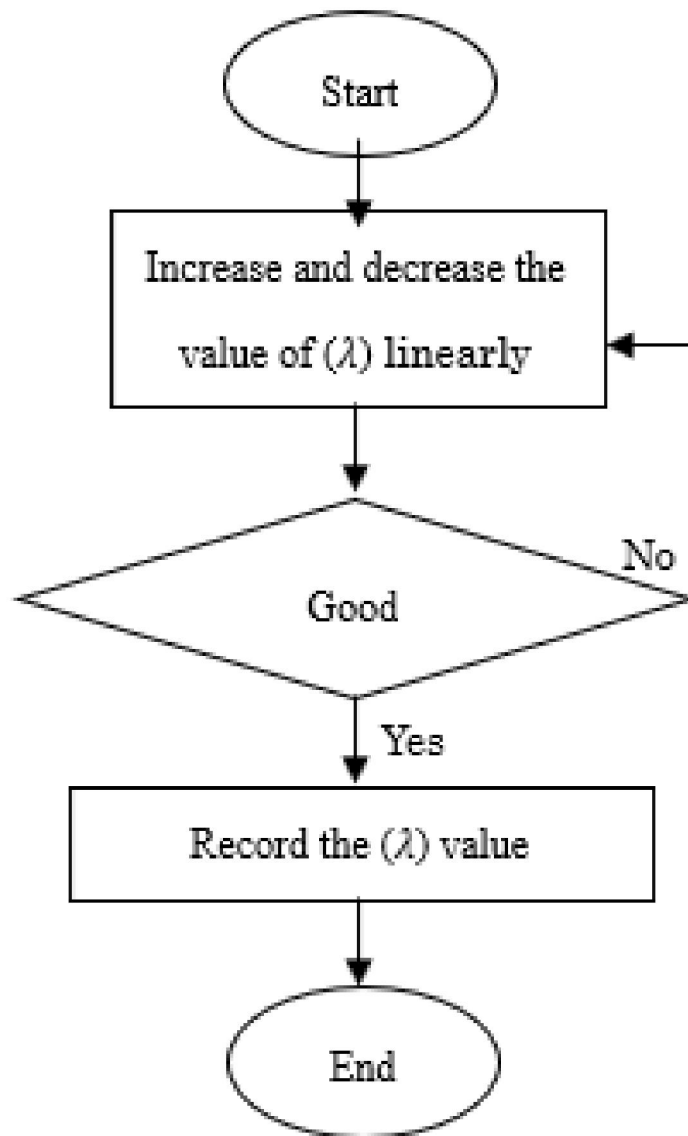 Start
Increase and decrease the
value of (λ) linearly
Good
No
Yes
Record the (λ) value
End